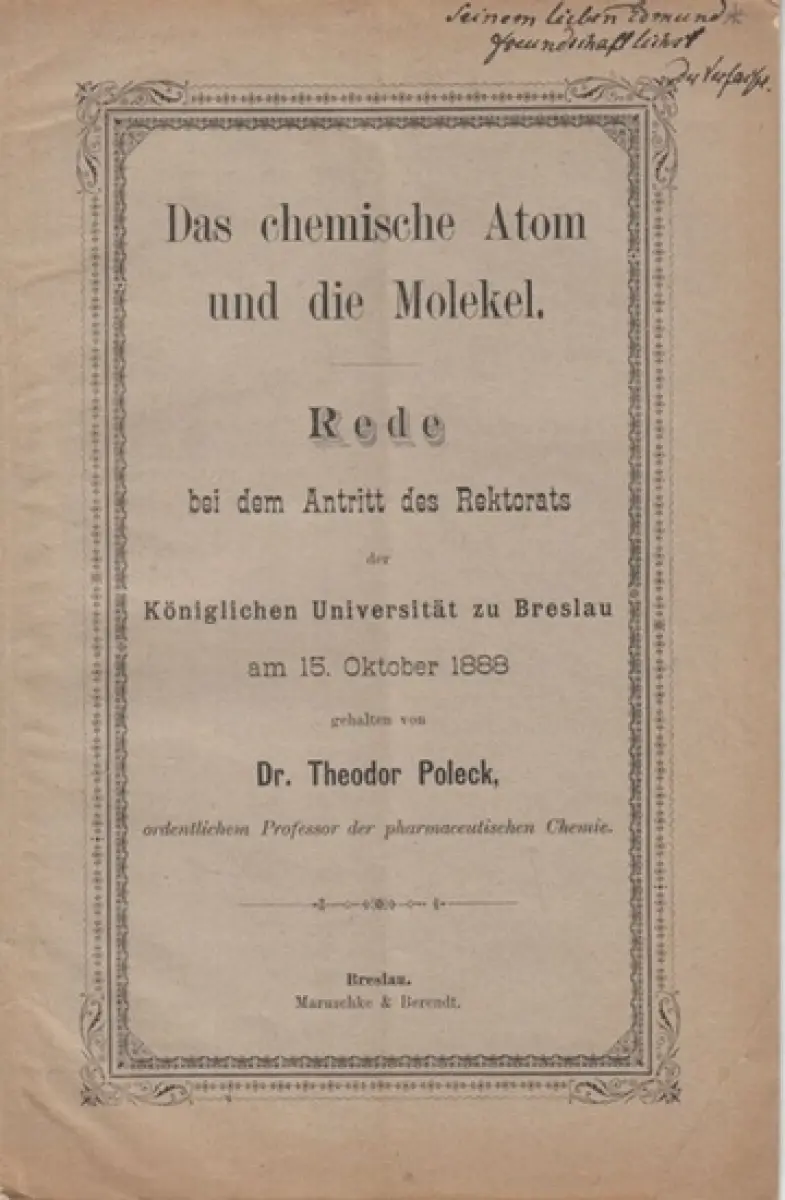 Seinem lieben Edmund
freundschaftlichst
der Verfasser.
Das chemische Atom
und die Molekel.
Rede
bei dem Antritt des Rektorats
der
Königlichen Universität zu Breslau
am 15. Oktober 1888
gehalten von
Dr. Theodor Poleck,
ordentlichem Professor der pharmaceutischen Chemie.
Breslau.
Maruschke & Berendt.